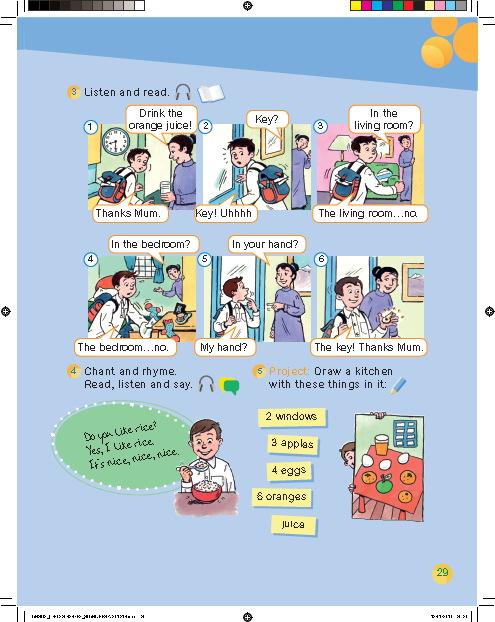 3 Listen and read.
1
Drink the
orange juice!
Thanks Mum.
2
Key?
Key! Uhhhh
3
In the
living room?
The living room...no.
4
In the bedroom?
The bedroom...no.
5
In your hand?
My hand?
6
The key! Thanks Mum.
4 Chant and rhyme.
Read, listen and say.
Do you like rice?
Yes, I like rice.
It's nice, nice, nice.
5 Project: Draw a kitchen
with these things in it:
2 windows
3 apples
4 eggs
6 oranges
juice
29